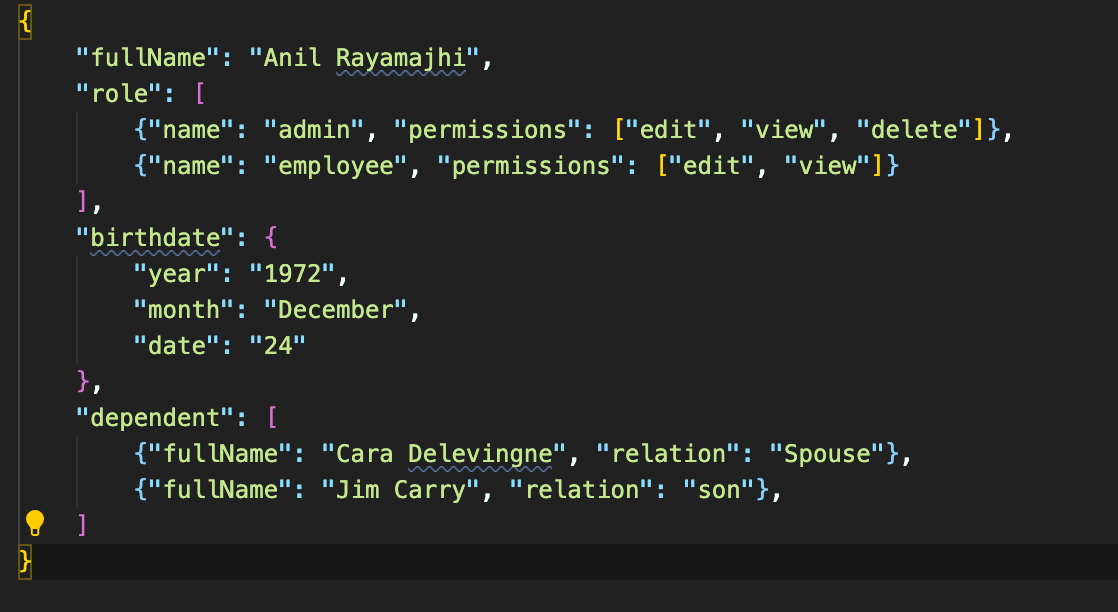 {
"fullName": "Anil Rayamajhi",
"role": [
{"name": "admin", "permissions": ["edit", "view", "delete"]},
{"name": "employee", "permissions": ["edit", "view"]}
],
"birthdate": {
"year": "1972",
"month": "December",
"date": "24"
},
"dependent": [
{"fullName": "Cara Delevingne", "relation": "Spouse"},
{"fullName": "Jim Carry", "relation": "son"},
]
}